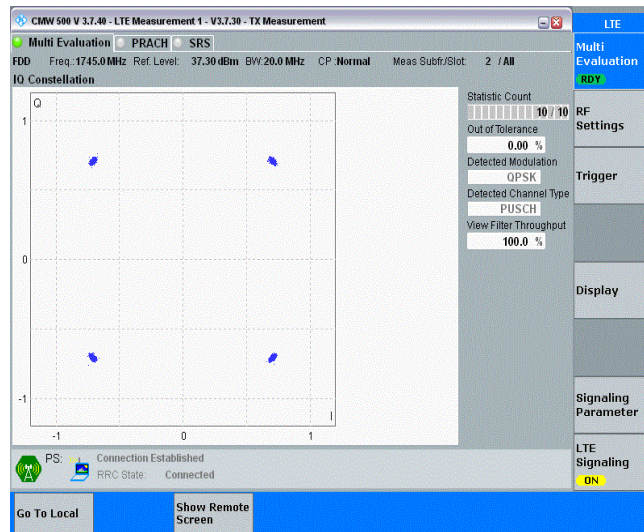 CMW 500 V 3.7.40 - LTE Measurement 1 - V3.7.30 - TX Measurement
LTE
Multi Evaluation PRACH SRS
FDD Freq.: 1745.0 MHz Ref. Level: 37.30 dBm BW: 20.0 MHz CP :Normal Meas Subfr./Slot: 2 / All
IQ Constellation
Q
1
0
-1
I
-1 0 1
Statistic Count
10 / 10
Out of Tolerance
0.00 %
Detected Modulation
QPSK
Detected Channel Type
PUSCH
View Filter Throughput
100.0 %
Multi
Evaluation
RDY
RF
Settings
Trigger
Display
Signaling
Parameter
LTE
Signaling
ON
PS: Connection Established
RRC State: Connected
Go To Local
Show Remote
Screen